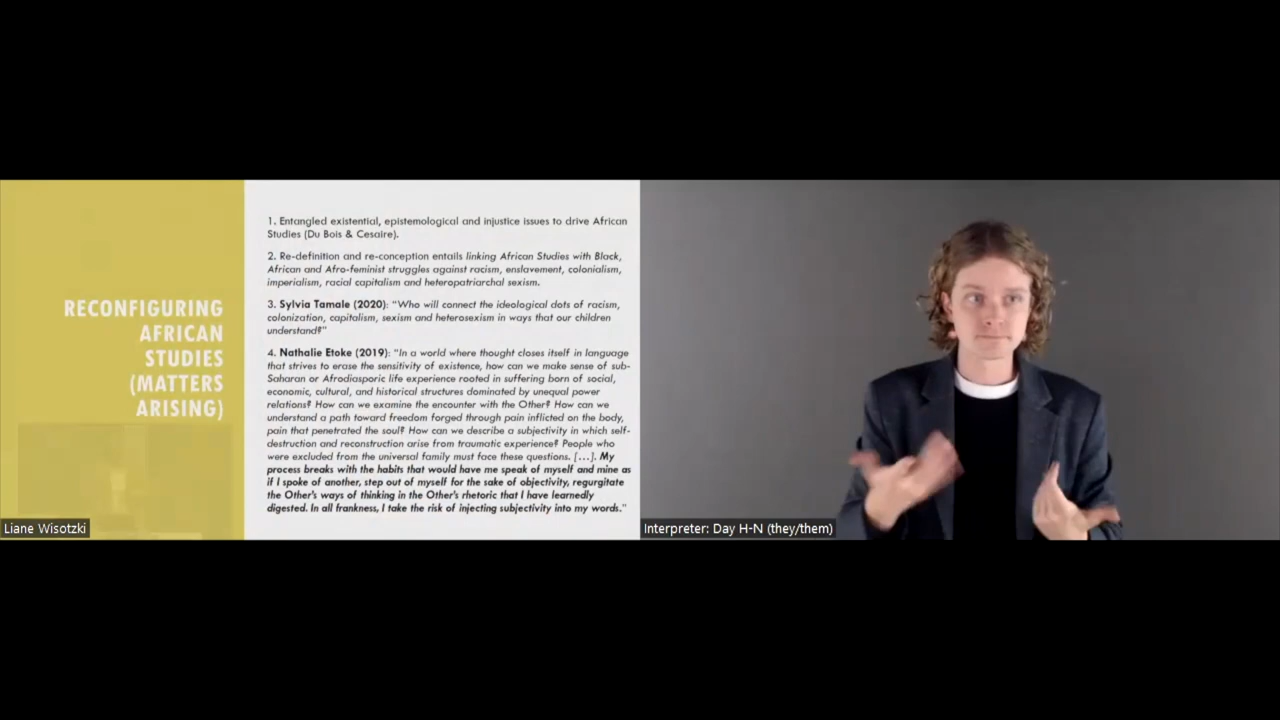 RECONFIGURING
AFRICAN
STUDIES
(MATTERS
ARISING)
1. Entangled existential, epistemological and injustice issues to drive African
Studies (Du Bois & Cesaire).
2. Re-definition and re-conception entails linking African Studies with Black,
African and Afro-feminist struggles against racism, enslavement, colonialism,
imperialism, racial capitalism and heteropatriarchal sexism.
3. Sylvia Tamale (2020): “Who will connect the ideological dots of racism,
colonization, capitalism, sexism and heterosexism in ways that our children
understand?”
4. Nathalie Etoke (2019): “In a world where thought closes itself in language
that strives to erase the sensitivity of existence, how can we make sense of sub-
Saharan or Afrodiasporic life experience rooted in suffering born of social,
economic, cultural, and historical structures dominated by unequal power
relations? How can we examine the encounter with the Other? How can we
understand a path toward freedom forged through pain inflicted on the body,
pain that penetrated the soul? How can we describe a subjectivity in which self-
destruction and reconstruction arise from traumatic experience? People who
were excluded from the universal family must face these questions. […]. My
process breaks with the habits that would have me speak of myself and mine as
if I spoke of another, step out of myself for the sake of objectivity, regurgitate
the Other’s ways of thinking in the Other’s rhetoric that I have learnedly
digested. In all frankness, I take the risk of injecting subjectivity into my words.”
Liane Wisotzki
Interpreter: Day H-N (they/them)